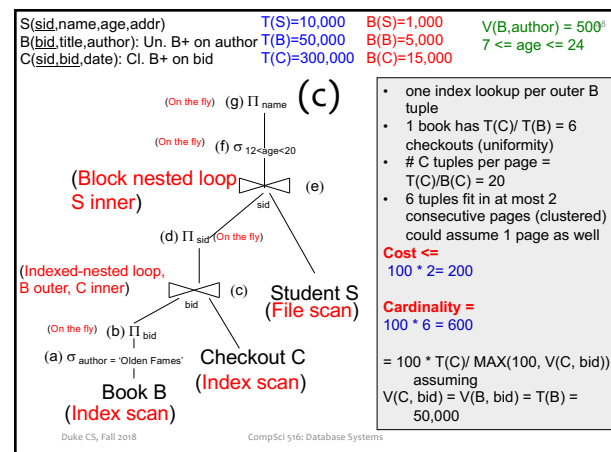 S(sid,name,age,addr)
B(bid,title,author): Un. B+ on author
C(sid,bid,date): Cl. B+ on bid
T(S)=10,000
T(B)=50,000
T(C)=300,000
B(S)=1,000
B(B)=5,000
B(C)=15,000
V(B,author) = 500
7 <= age <= 24
(c)
(On the fly)
(g) Π name
(On the fly)
(f) σ 12<age<20
(Block nested loop
S inner)
(e)
sid
(d) Π sid (On the fly)
(Indexed-nested loop,
B outer, C inner)
(c)
bid
Student S
(File scan)
(On the fly)
(b) Π bid
(a) σ author = 'Olden Fames'
Checkout C
(Index scan)
Book B
(Index scan)
• one index lookup per outer B
tuple
• 1 book has T(C)/ T(B) = 6
checkouts (uniformity)
• # C tuples per page =
T(C)/B(C) = 20
• 6 tuples fit in at most 2
consecutive pages (clustered)
could assume 1 page as well
Cost <=
100 * 2= 200
Cardinality =
100 * 6 = 600
= 100 * T(C)/ MAX(100, V(C, bid))
assuming
V(C, bid) = V(B, bid) = T(B) =
50,000
Duke CS, Fall 2018
CompSci 516: Database Systems